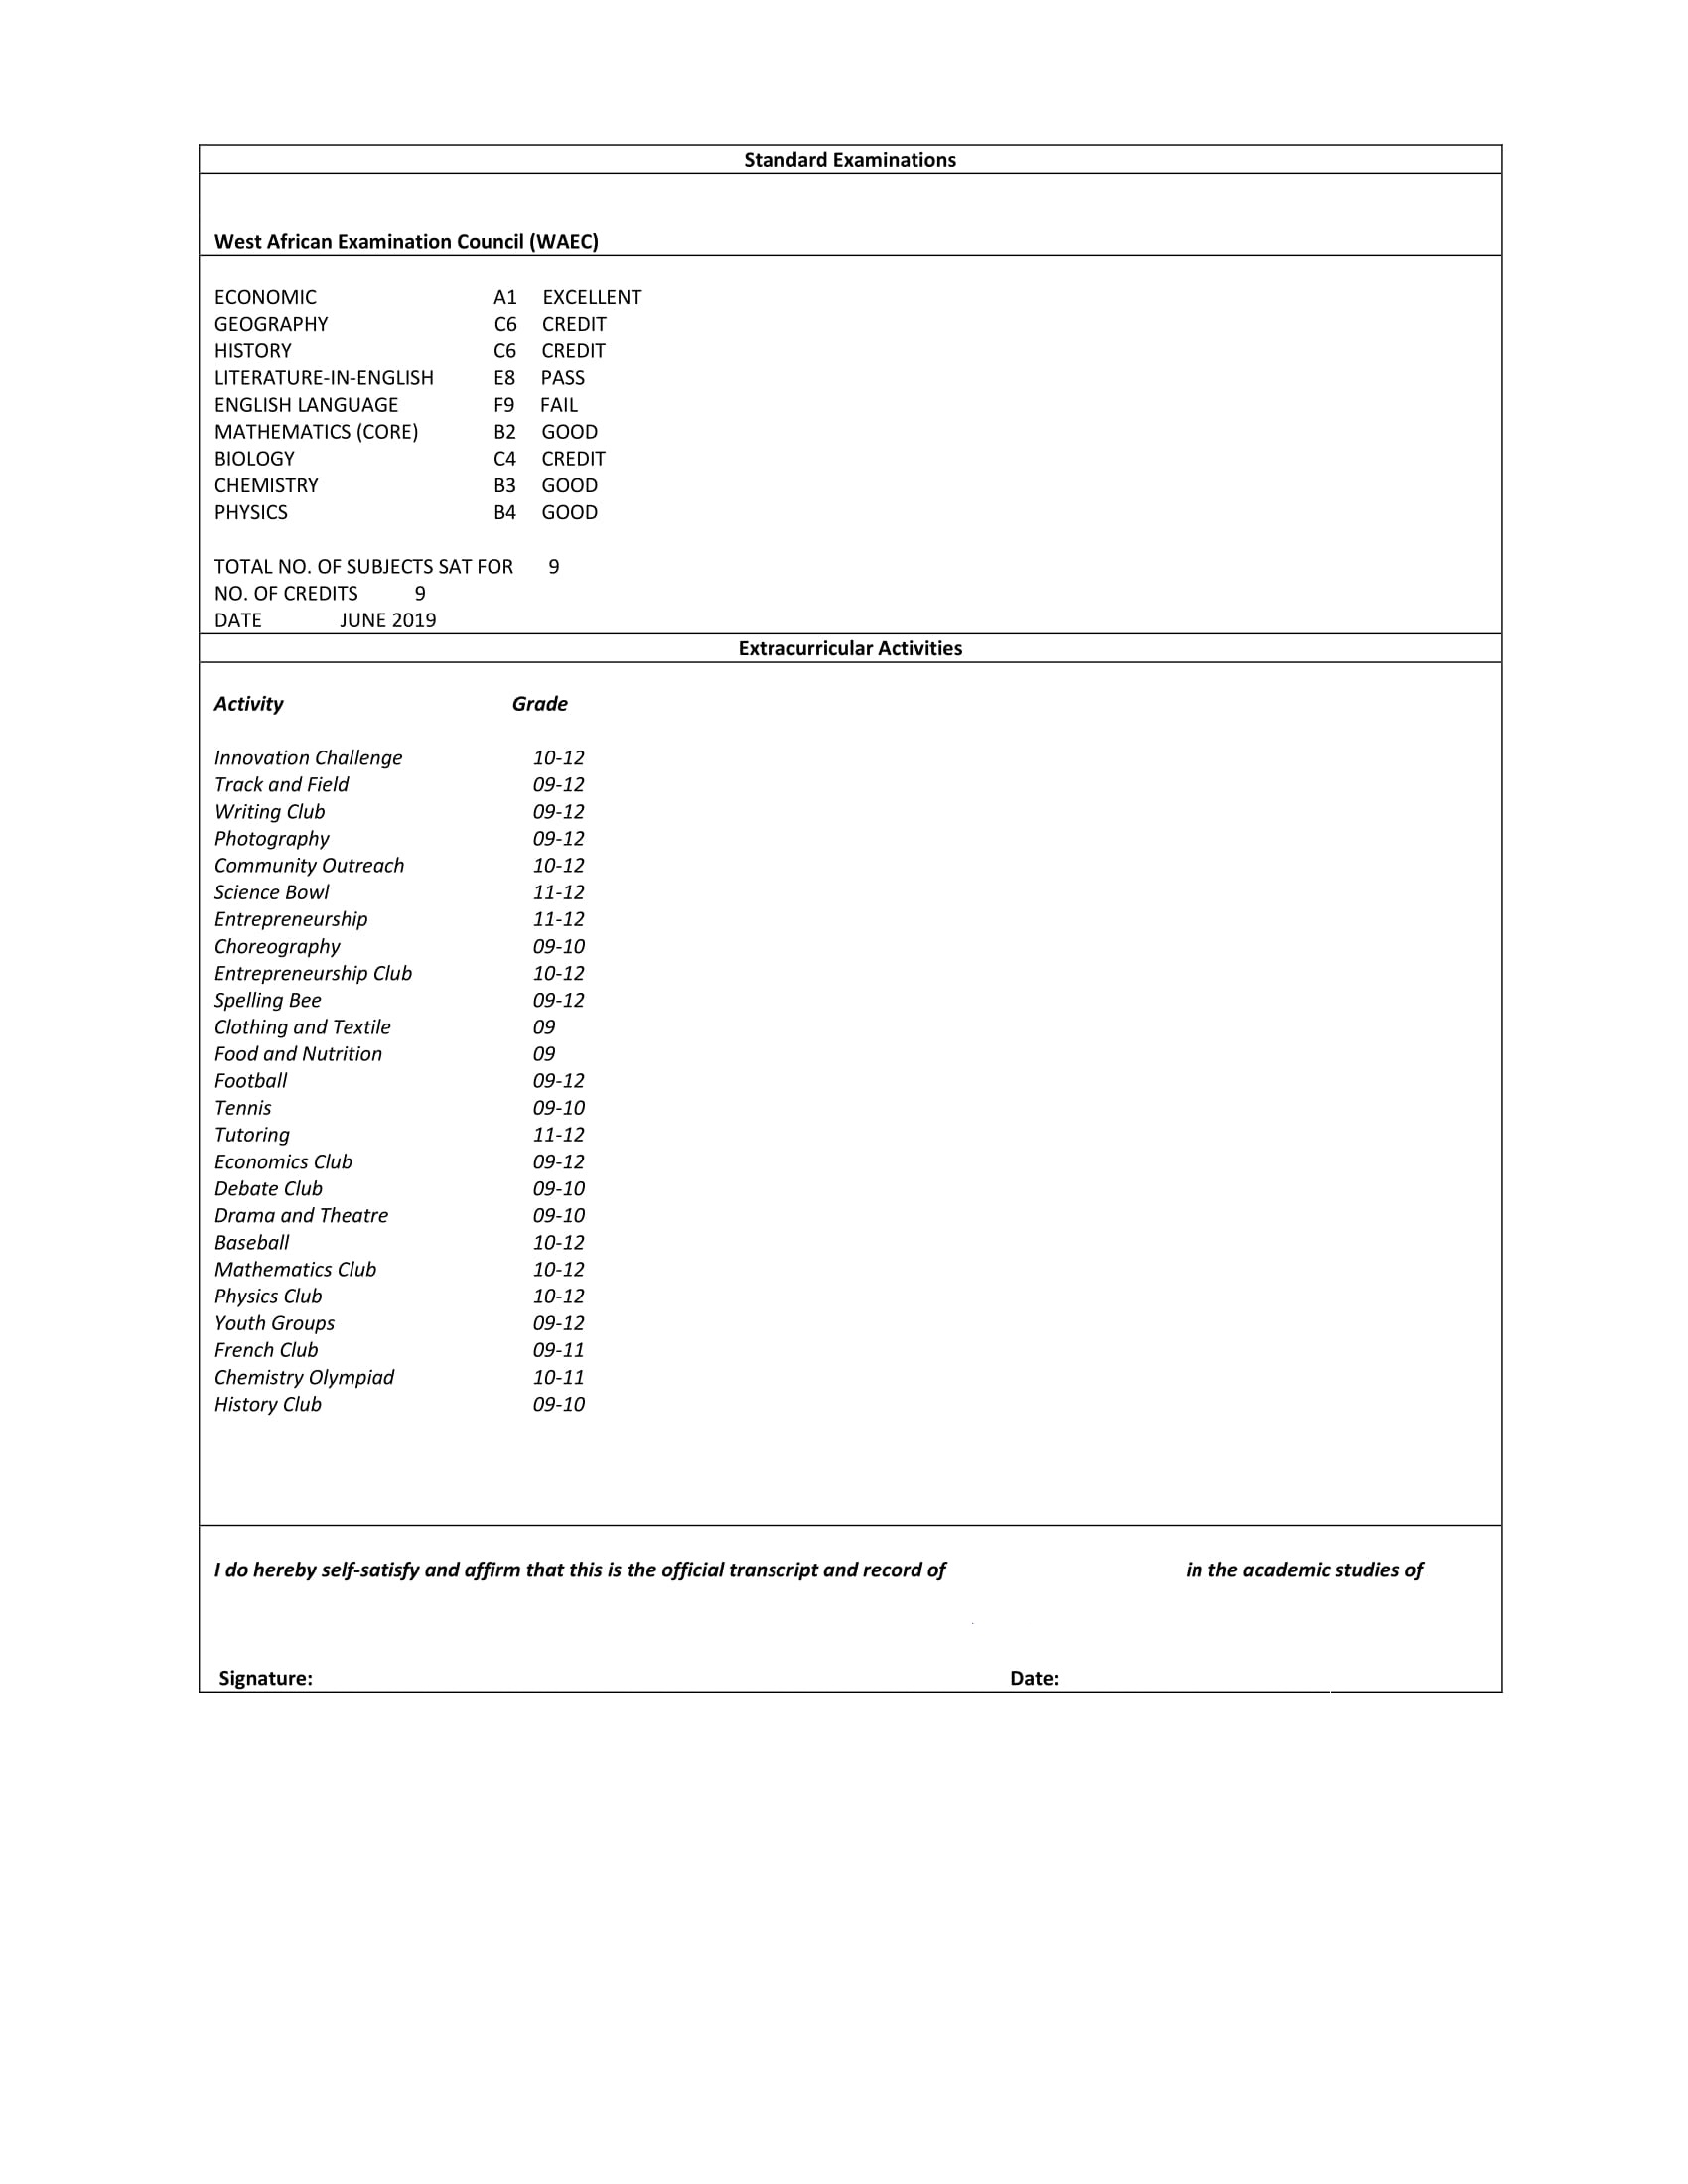 Standard Examinations
West African Examination Council (WAEC)
ECONOMIC A1 EXCELLENT
GEOGRAPHY C6 CREDIT
HISTORY C6 CREDIT
LITERATURE-IN-ENGLISH E8 PASS
ENGLISH LANGUAGE F9 FAIL
MATHEMATICS (CORE) B2 GOOD
BIOLOGY C4 CREDIT
CHEMISTRY B3 GOOD
PHYSICS B4 GOOD
TOTAL NO. OF SUBJECTS SAT FOR 9
NO. OF CREDITS 9
DATE JUNE 2019
Extracurricular Activities
Activity Grade
Innovation Challenge 10-12
Track and Field 09-12
Writing Club 09-12
Photography 09-12
Community Outreach 10-12
Science Bowl 11-12
Entrepreneurship 11-12
Choreography 09-10
Entrepreneurship Club 10-12
Spelling Bee 09-12
Clothing and Textile 09
Food and Nutrition 09
Football 09-12
Tennis 09-10
Tutoring 11-12
Economics Club 09-12
Debate Club 09-10
Drama and Theatre 09-10
Baseball 10-12
Mathematics Club 10-12
Physics Club 10-12
Youth Groups 09-12
French Club 09-11
Chemistry Olympiad 10-11
History Club 09-10
I do hereby self-satisfy and affirm that this is the official transcript and record of in the academic studies of
Signature: Date: